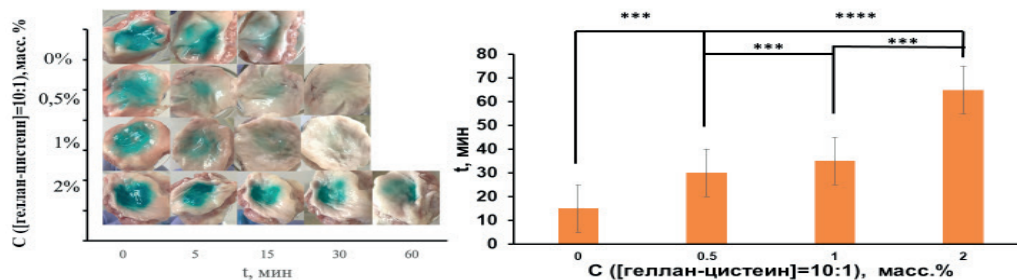 С ([геллан-цистеин]=10:1), масс. %
0%
0,5%
1%
2%
0 5 15 30 60
t, мин
*** ****
*** ***
t, мин
80
70
60
50
40
30
20
10
0
0 0.5 1 2
С ([геллан-цистеин]=10:1), масс.%